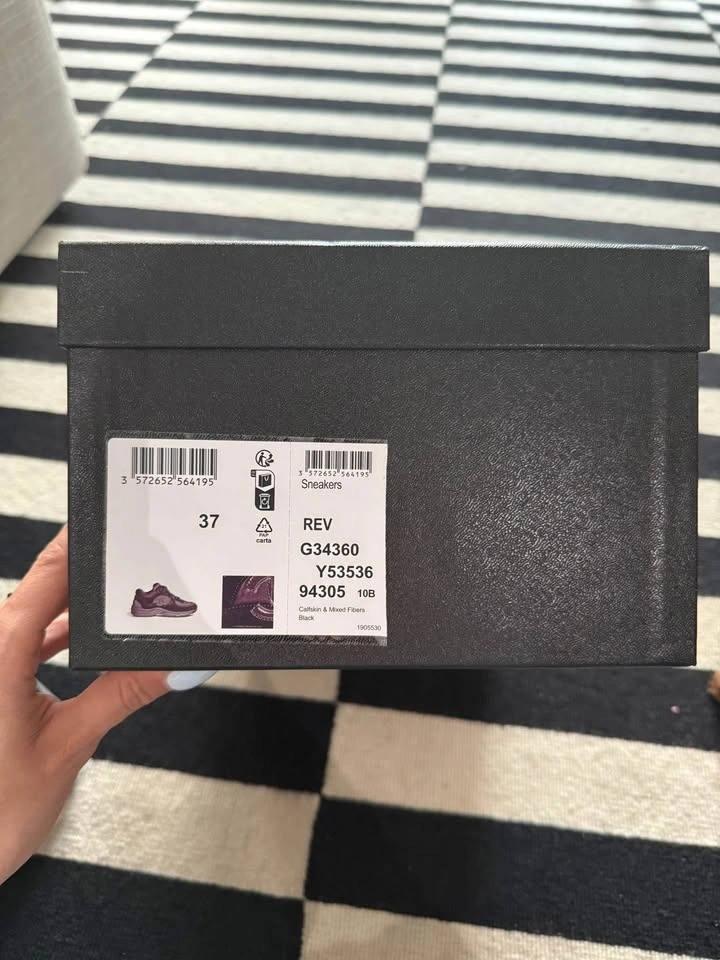 3 572652 564195
37
PAP
carta
3 572652 564195
Sneakers
REV
G34360
Y53536
94305 10B
Calfskin & Mixed Fibers
Black
1905530